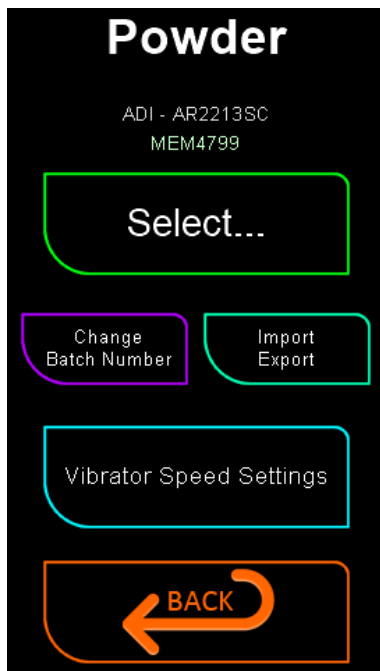 Powder
ADI - AR2213SC
MEM4799
Select...
Change
Batch Number
Import
Export
Vibrator Speed Settings
BACK